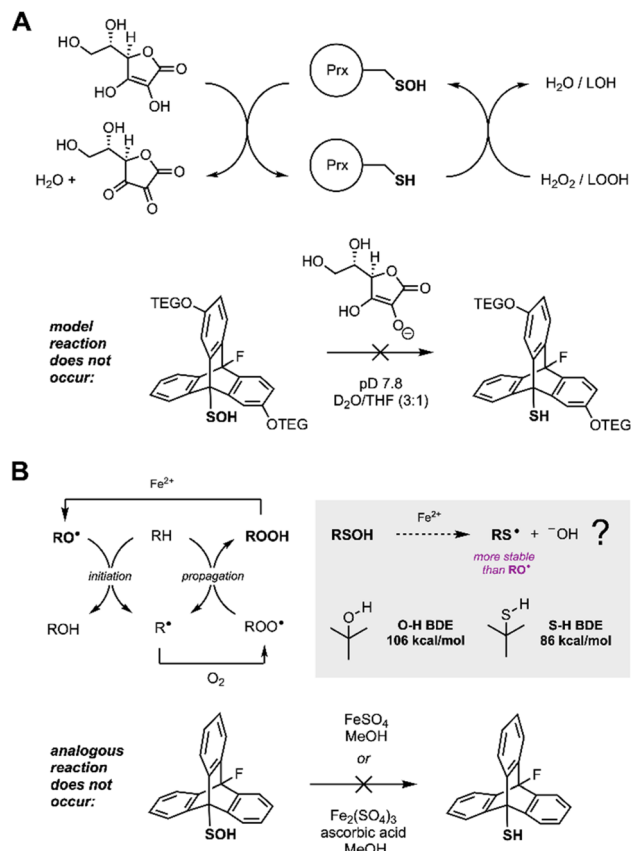 A
OH
HO
H
O
O
HO
OH
Prx
SOH
H2O / LOH
OH
HO
H
O
O
O
O
H2O +
Prx
SH
H2O2 / LOOH
model
reaction
does not
occur:
TEGO
F
SOH
OTEG
OH
HO
H
O
O
HO
O
⊖
pD 7.8
D2O/THF (3:1)
TEGO
F
SH
OTEG
B
Fe2+
RO•
RH
ROOH
initiation
propagation
ROH
R•
ROO•
O2
RSOH
Fe2+
RS• + −OH ?
more stable
than RO•
O H
O-H BDE
106 kcal/mol
S H
S-H BDE
86 kcal/mol
analogous
reaction
does not
occur:
F
SOH
FeSO4
MeOH
or
Fe2(SO4)3
ascorbic acid
MeOH
F
SH